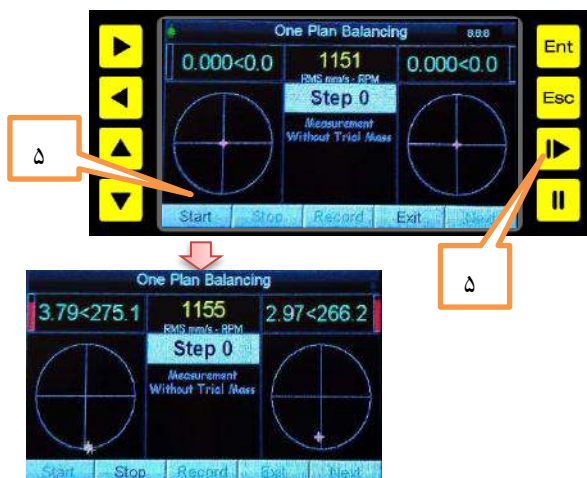 One Plan Balancing 8:8:8
0.000<0.0 1151 0.000<0.0
RMS mm/s - RPM
Step 0
Measurement
Without Trial Mass
Start Stop Record Exit Next
Ent
Esc
۵
۵
One Plan Balancing
3.79<275.1 1155 2.97<266.2
RMS mm/s - RPM
Step 0
Measurement
Without Trial Mass
Start Stop Record Exit Next